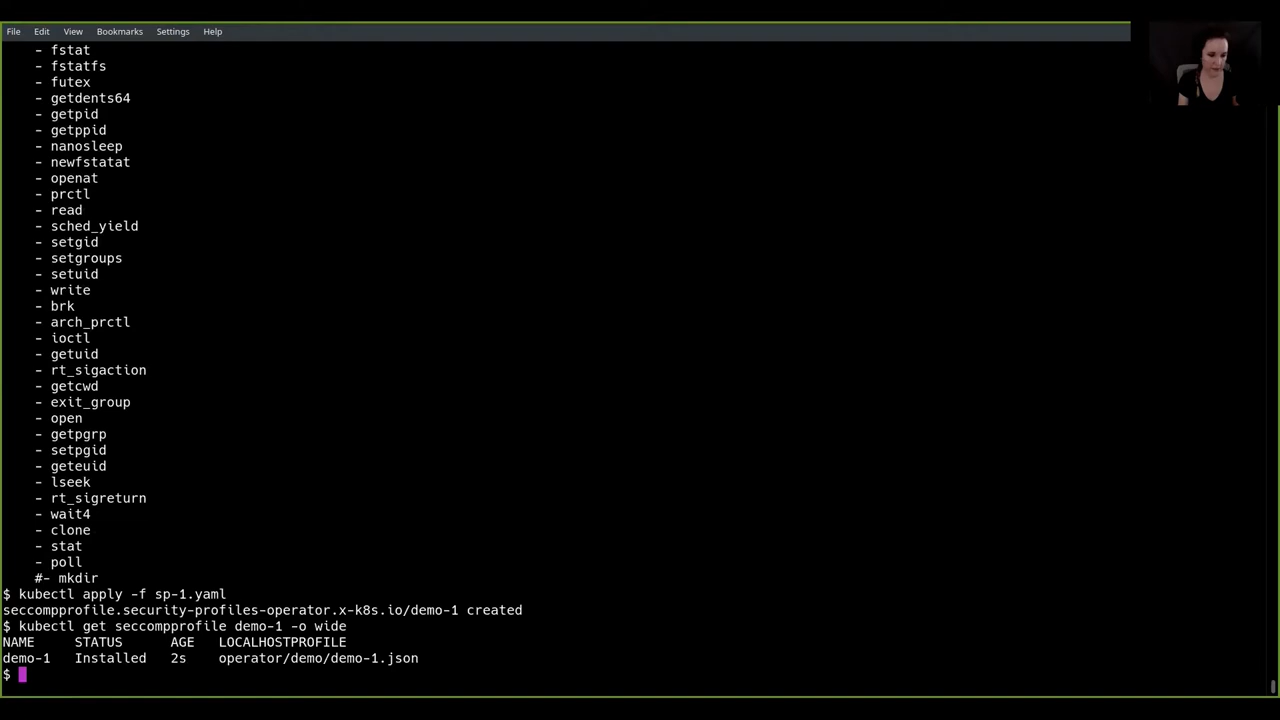 File Edit View Bookmarks Settings Help
- fstat
- fstatfs
- futex
- getdents64
- getpid
- getppid
- nanosleep
- newfstatat
- openat
- prctl
- read
- sched_yield
- setgid
- setgroups
- setuid
- write
- brk
- arch_prctl
- ioctl
- getuid
- rt_sigaction
- getcwd
- exit_group
- open
- getpgrp
- setpgid
- geteuid
- lseek
- rt_sigreturn
- wait4
- clone
- stat
- poll
#- mkdir
$ kubectl apply -f sp-1.yaml
seccompprofile.security-profiles-operator.x-k8s.io/demo-1 created
$ kubectl get seccompprofile demo-1 -o wide
NAME STATUS AGE LOCALHOSTPROFILE
demo-1 Installed 2s operator/demo/demo-1.json
$